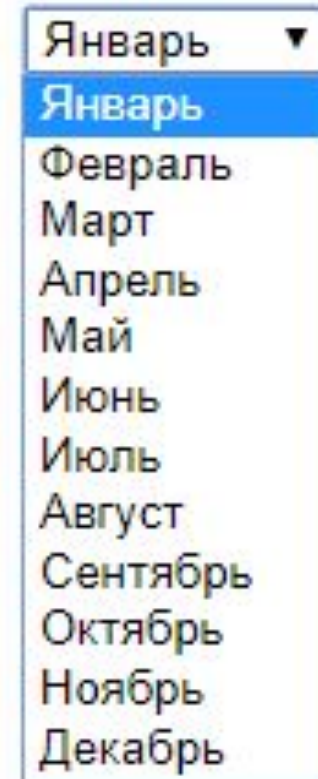 Январь
Январь
Февраль
Март
Апрель
Май
Июнь
Июль
Август
Сентябрь
Октябрь
Ноябрь
Декабрь